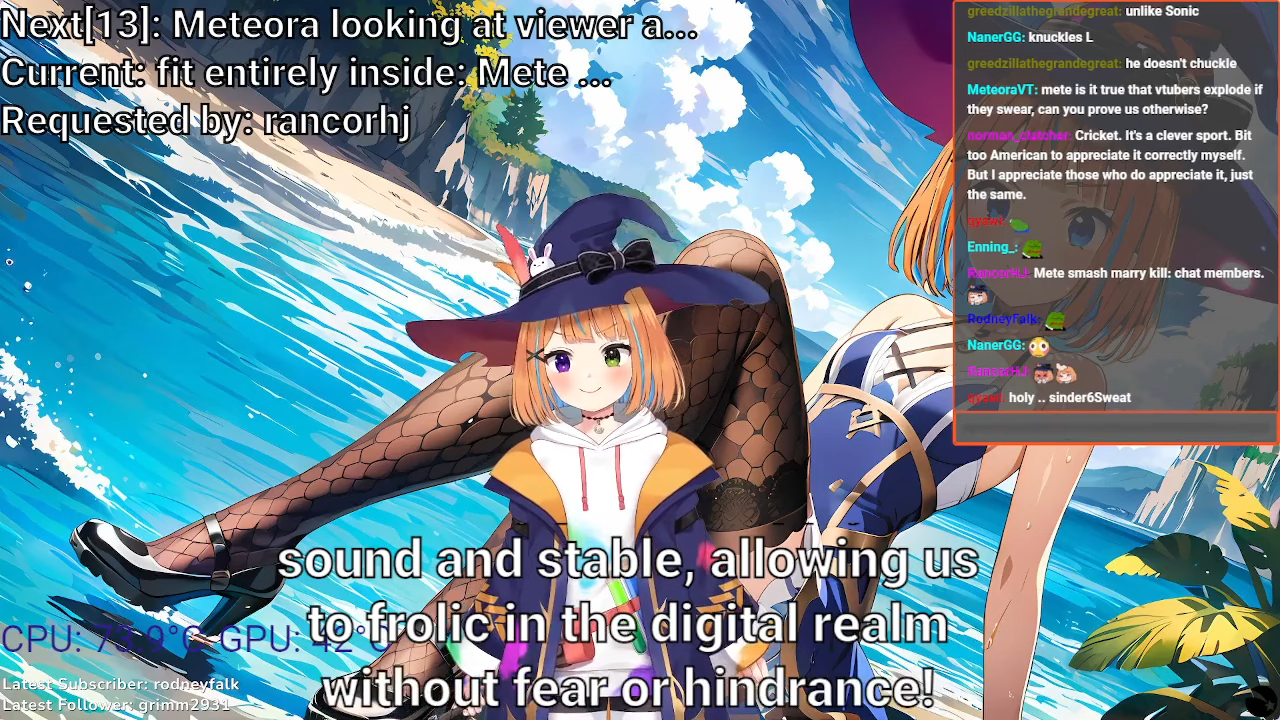 Next[13]: Meteora looking at viewer a...
Current: fit entirely inside: Mete ...
Requested by: rancorhj
greedzillathegrandegreat: unlike Sonic
NanerGG: knuckles L
greedzillathegrandegreat: he doesn't chuckle
MeteoraVT: mete is it true that vtubers explode if
they swear, can you prove us otherwise?
norman_clatcher: Cricket. It's a clever sport. Bit
too American to appreciate it correctly myself.
But I appreciate those who do appreciate it, just
the same.
Enning_:
RancorHJ: Mete smash marry kill: chat members.
RodneyFalk:
NanerGG:
RancorHJ:
holy .. sinder6Sweat
sound and stable, allowing us
to frolic in the digital realm
without fear or hindrance!
CPU: 73.9°C GPU: 42°C
Latest Subscriber: rodneyfalk
Latest Follower: grimm2931